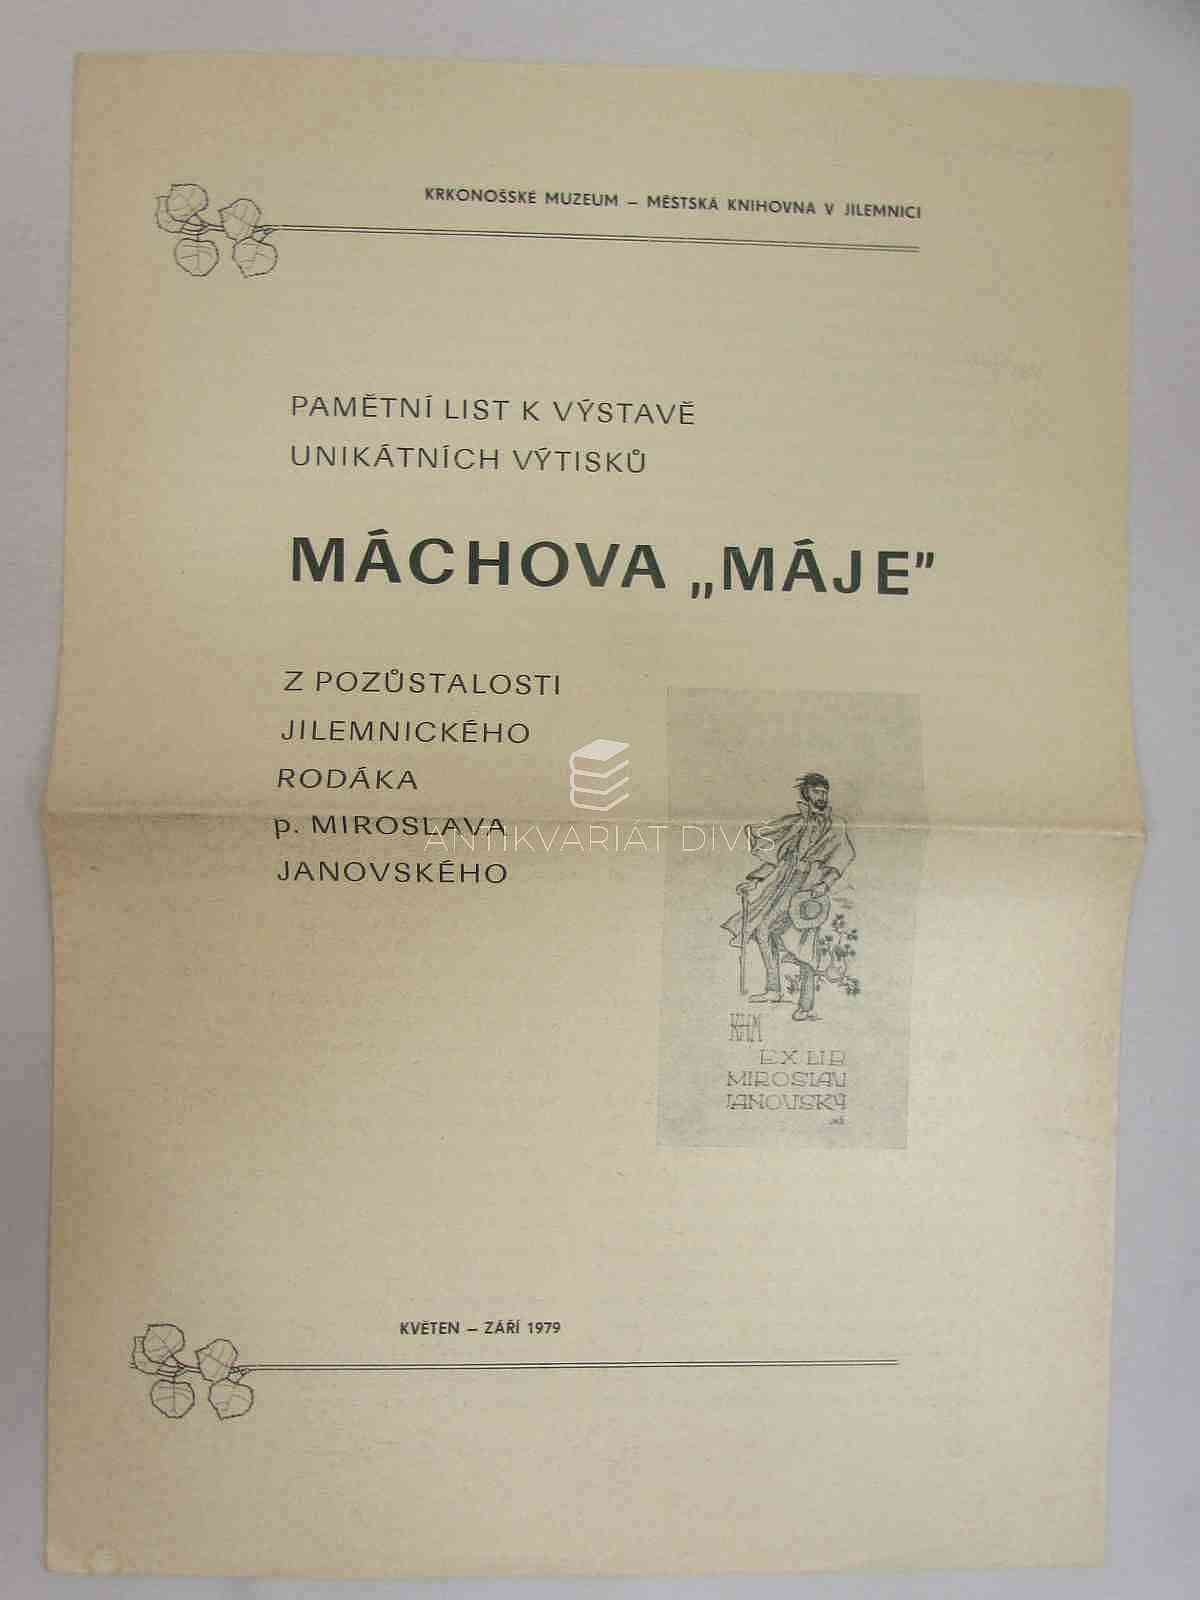 KRKONOŠSKÉ MUZEUM – MĚSTSKÁ KNIHOVNA V JILEMNICI
PAMĚTNÍ LIST K VÝSTAVĚ
UNIKÁTNÍCH VÝTISKŮ
MÁCHOVA „MÁJE”
Z POZŮSTALOSTI
JILEMNICKÉHO
RODÁKA
p. MIROSLAVA
JANOVSKÉHO
ANTIKVARIÁT DIVIŠ
KHM
EX LIB
MIROSLAV
JANOVSKÝ
KVĚTEN – ZÁŘÍ 1979